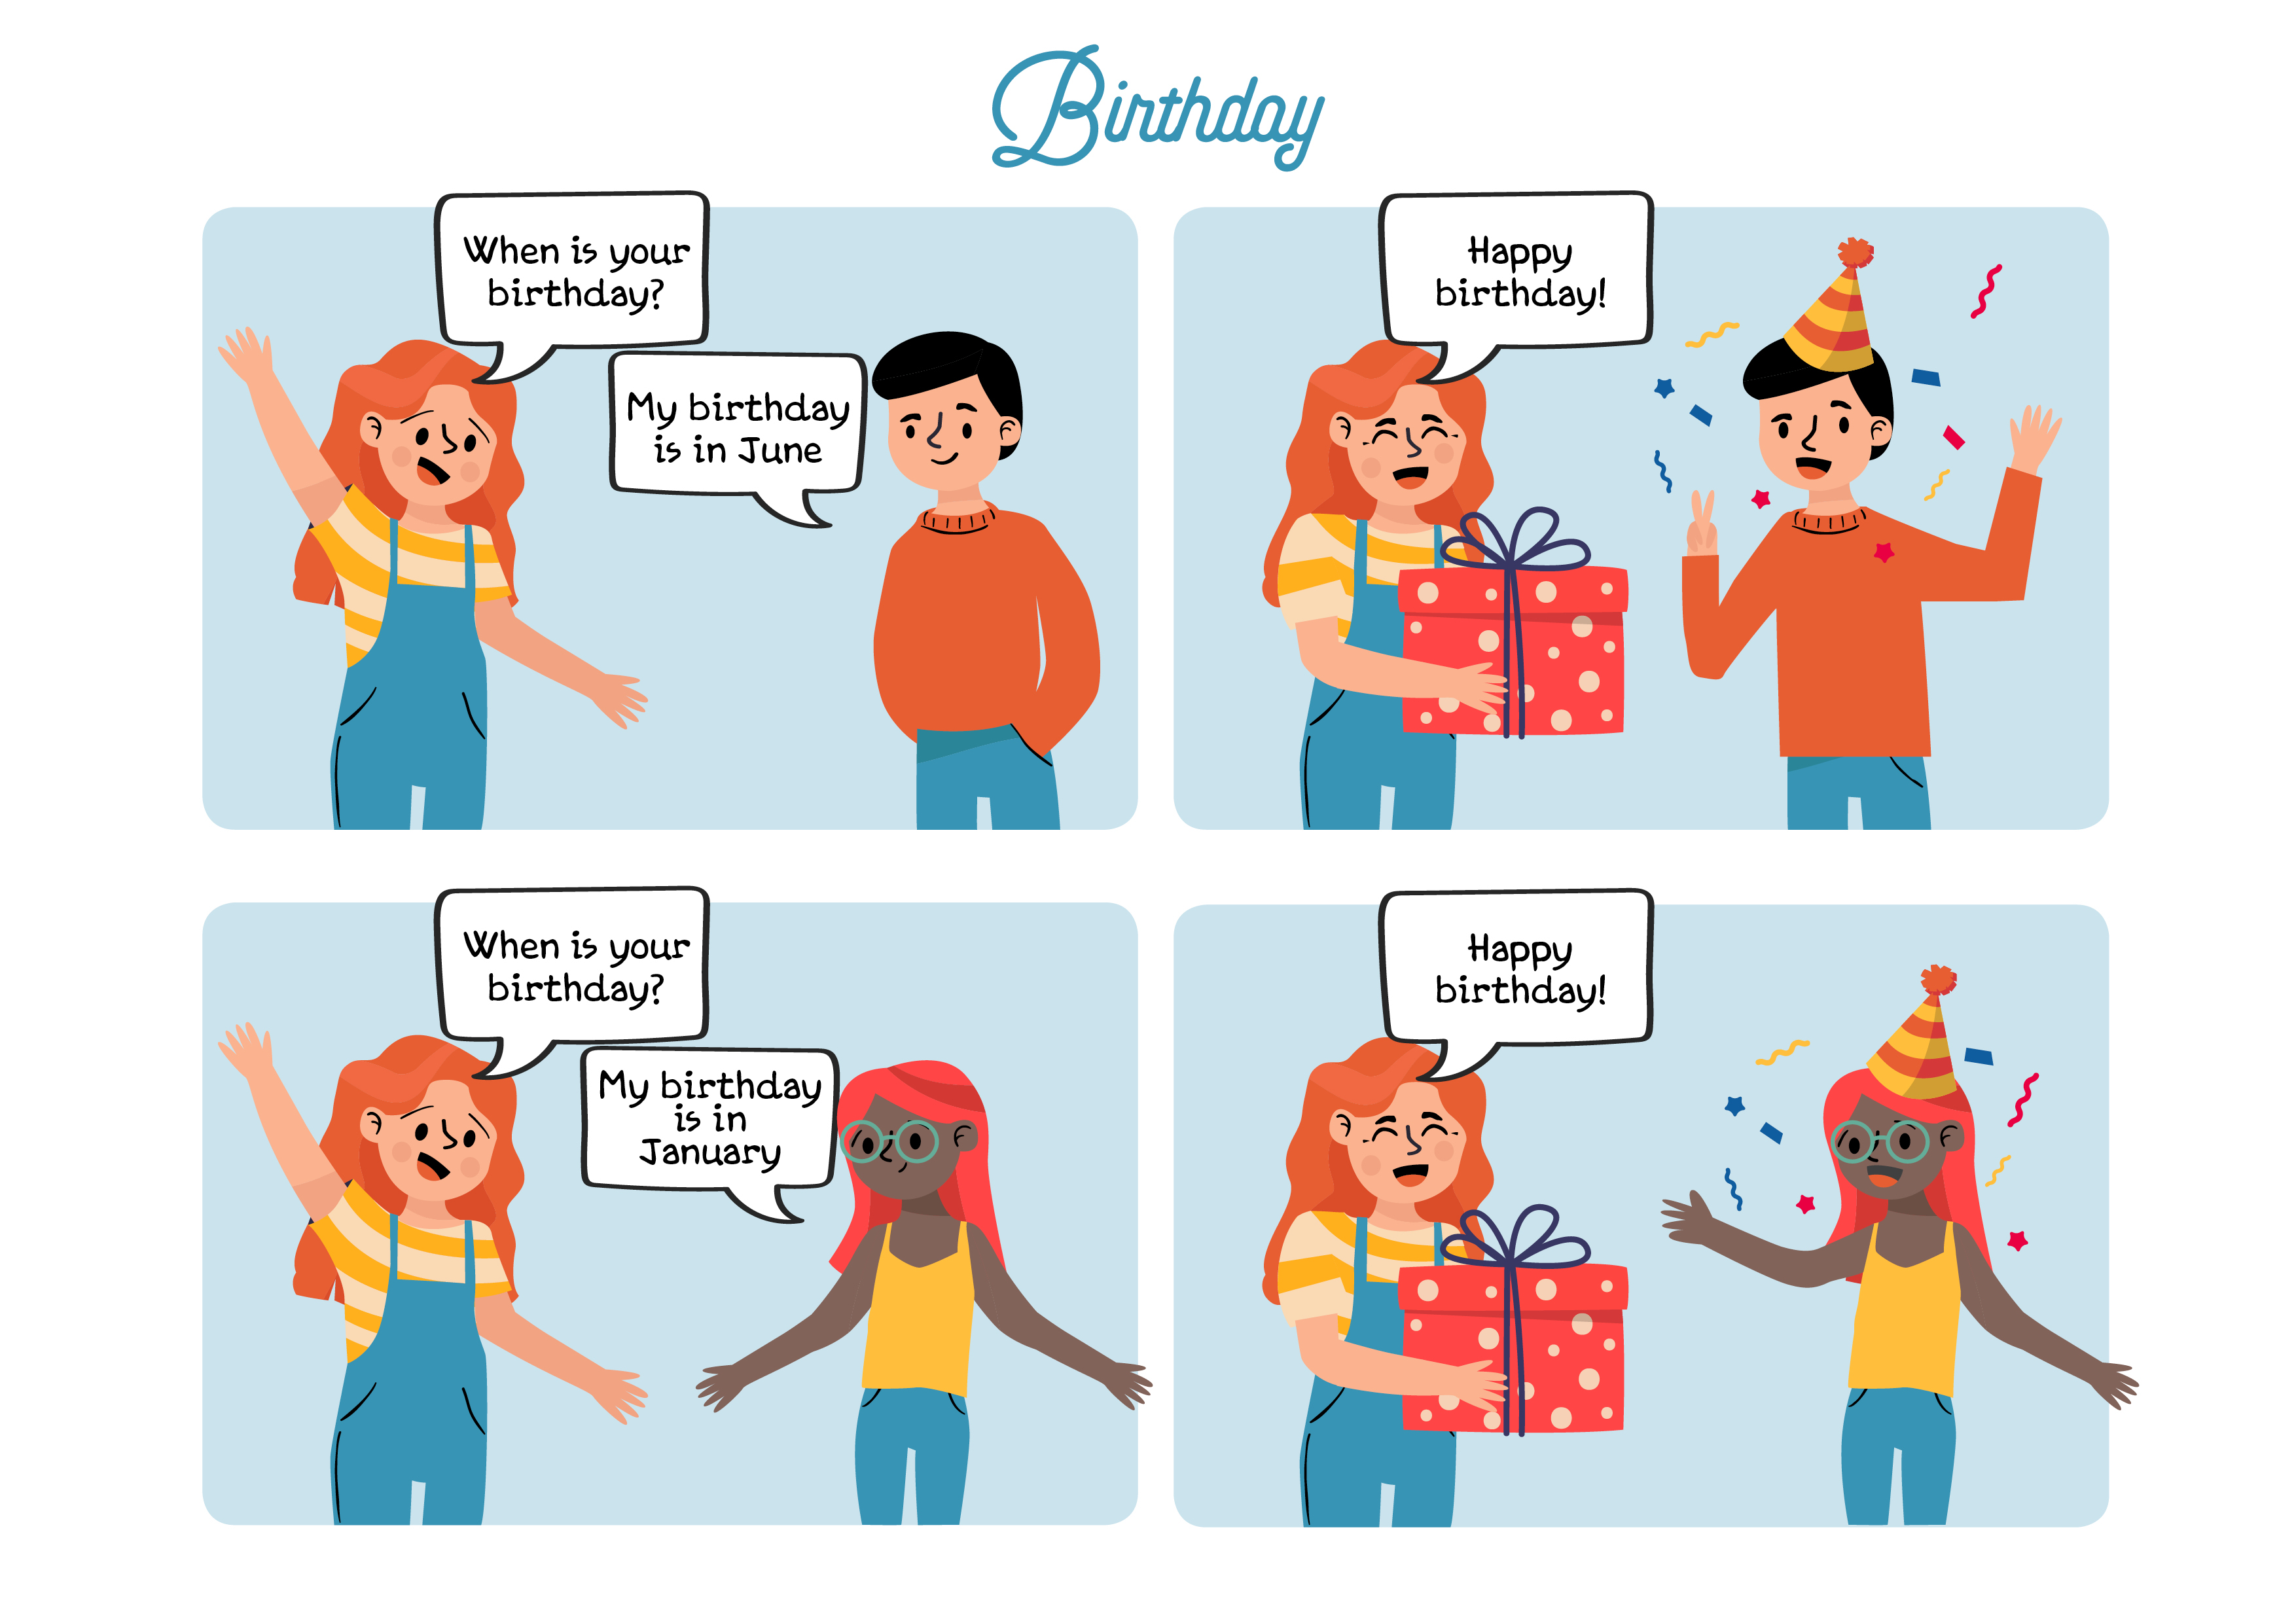 Birthday
When is your
birthday?
My birthday
is in June
Happy
birthday!
When is your
birthday?
My birthday
is in
January
Happy
birthday!